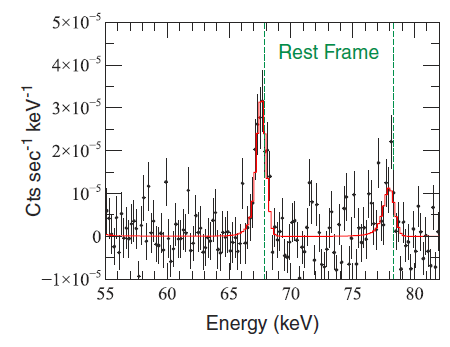 5×10⁻⁵
4×10⁻⁵
3×10⁻⁵
2×10⁻⁵
10⁻⁵
0
−1×10⁻⁵
Cts sec⁻¹ keV⁻¹
Rest Frame
55 60 65 70 75 80
Energy (keV)